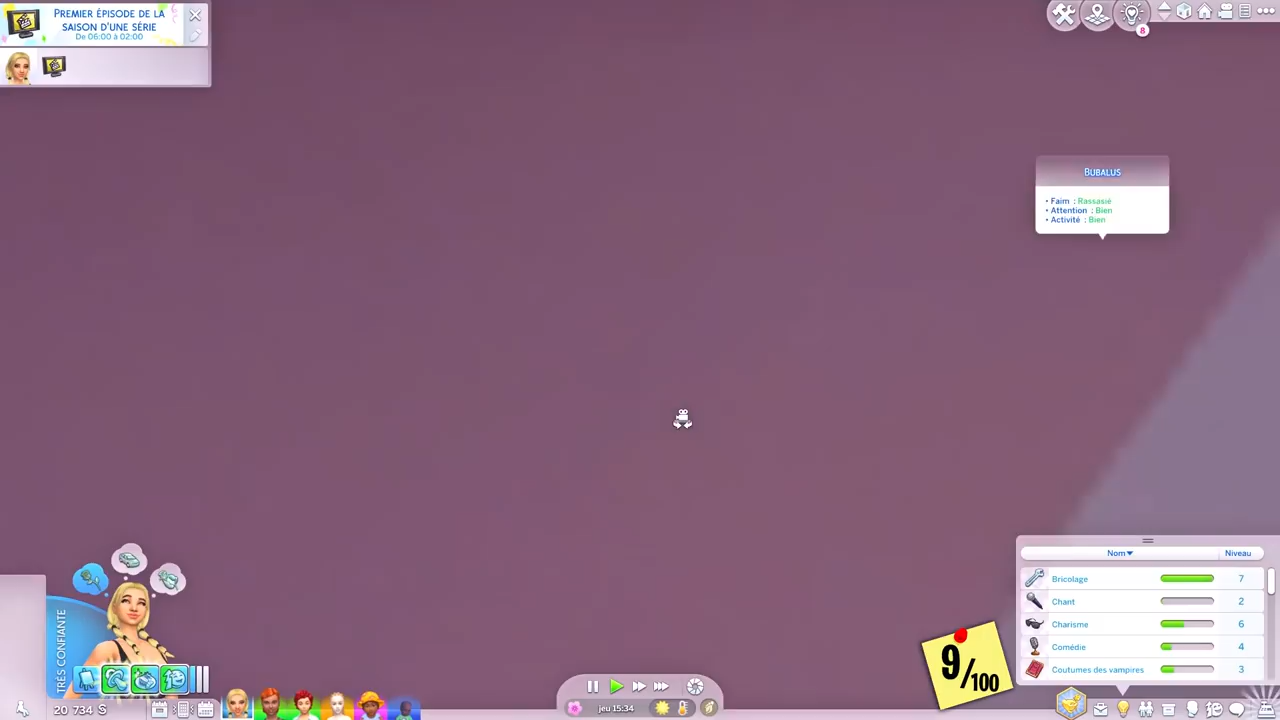 PREMIER ÉPISODE DE LA
SAISON D'UNE SÉRIE
De 06:00 à 02:00
8
BUBALUS
• Faim : Rassasié
• Attention : Bien
• Activité : Bien
Nom
Niveau
Bricolage
7
Chant
2
Charisme
6
Comédie
4
Coutumes des vampires
3
9/100
TRÈS CONFIANTE
20 734 §
jeu 15:34